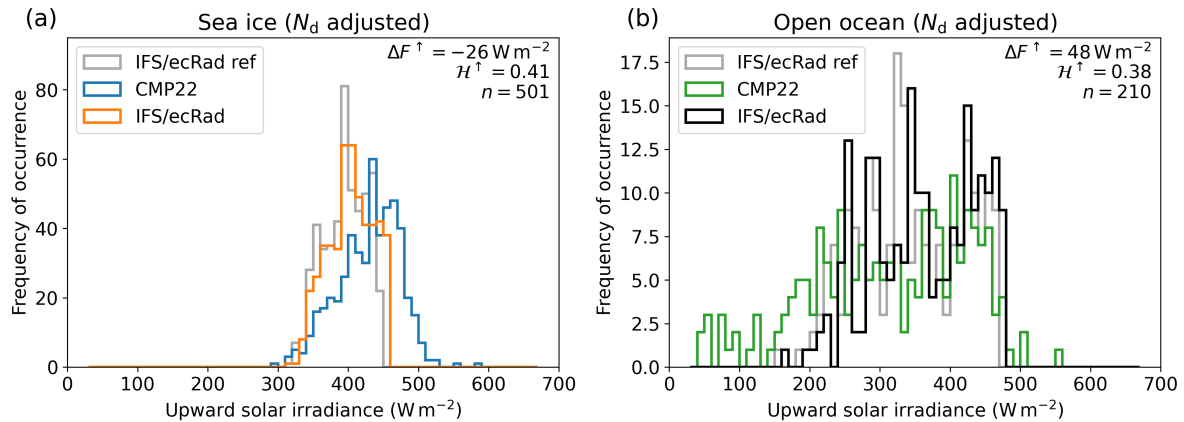 (a)
Sea ice (N_d adjusted)
IFS/ecRad ref
CMP22
IFS/ecRad
ΔF ↑ = −26 W m⁻²
ℋ↑ = 0.41
n = 501
Frequency of occurrence
80
60
40
20
0
0 100 200 300 400 500 600 700
Upward solar irradiance (W m⁻²)
(b)
Open ocean (N_d adjusted)
IFS/ecRad ref
CMP22
IFS/ecRad
ΔF ↑ = 48 W m⁻²
ℋ↑ = 0.38
n = 210
Frequency of occurrence
17.5
15.0
12.5
10.0
7.5
5.0
2.5
0.0
0 100 200 300 400 500 600 700
Upward solar irradiance (W m⁻²)